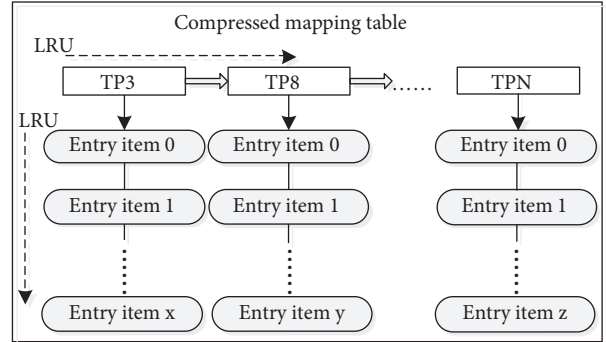 Compressed mapping table
LRU
TP3 TP8 ...... TPN
LRU
Entry item 0 Entry item 0 Entry item 0
Entry item 1 Entry item 1 Entry item 1
Entry item x Entry item y Entry item z